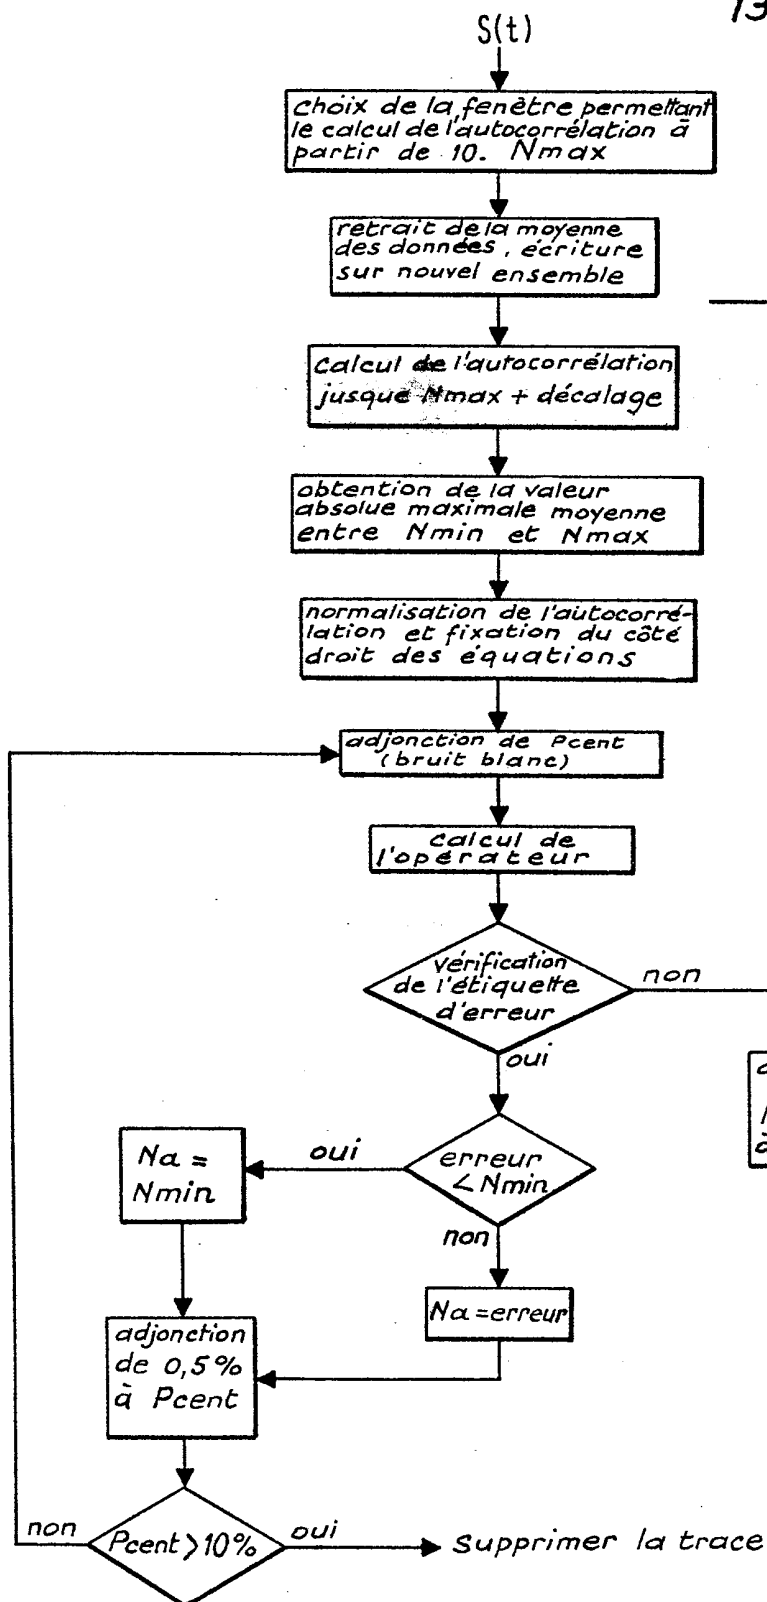 13
S(t)
choix de la fenêtre permettant
le calcul de l'autocorrélation à
partir de 10. Nmax
retrait de la moyenne
des données, écriture
sur nouvel ensemble
calcul de l'autocorrélation
jusque Nmax + décalage
obtention de la valeur
absolue maximale moyenne
entre Nmin et Nmax
normalisation de l'autocorré-
lation et fixation du côté
droit des équations
adjonction de Pcent
(bruit blanc)
calcul de
l'opérateur
vérification
de l'étiquette
d'erreur
non
oui
erreur
< Nmin
oui
Na =
Nmin
non
Na = erreur
adjonction
de 0,5%
à Pcent
Pcent > 10%
non
oui
supprimer la trace